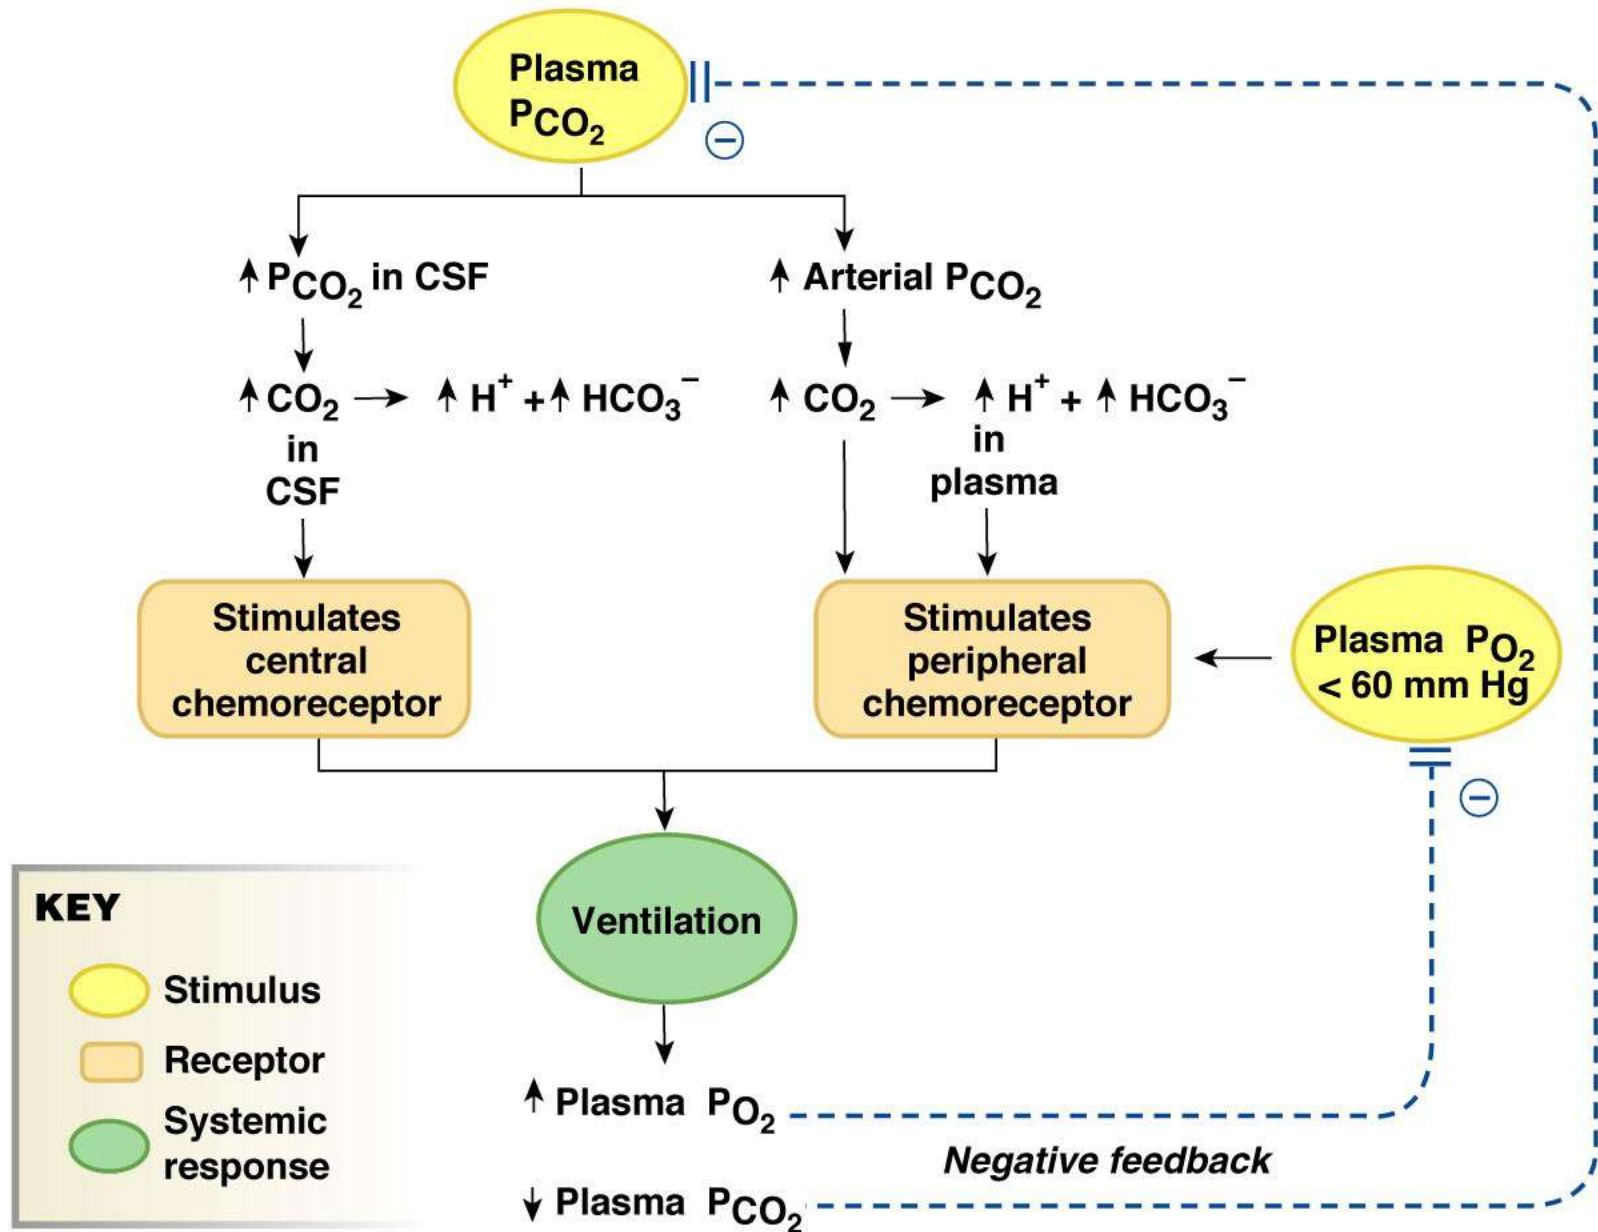 Plasma
PCO2
↑ PCO2 in CSF
↑ Arterial PCO2
↑ CO2 → ↑ H+ + ↑ HCO3−
in
CSF
↑ CO2 → ↑ H+ + ↑ HCO3−
in
plasma
Stimulates
central
chemoreceptor
Stimulates
peripheral
chemoreceptor
Plasma PO2
< 60 mm Hg
Ventilation
KEY
Stimulus
Receptor
Systemic
response
↑ Plasma PO2
Negative feedback
↓ Plasma PCO2